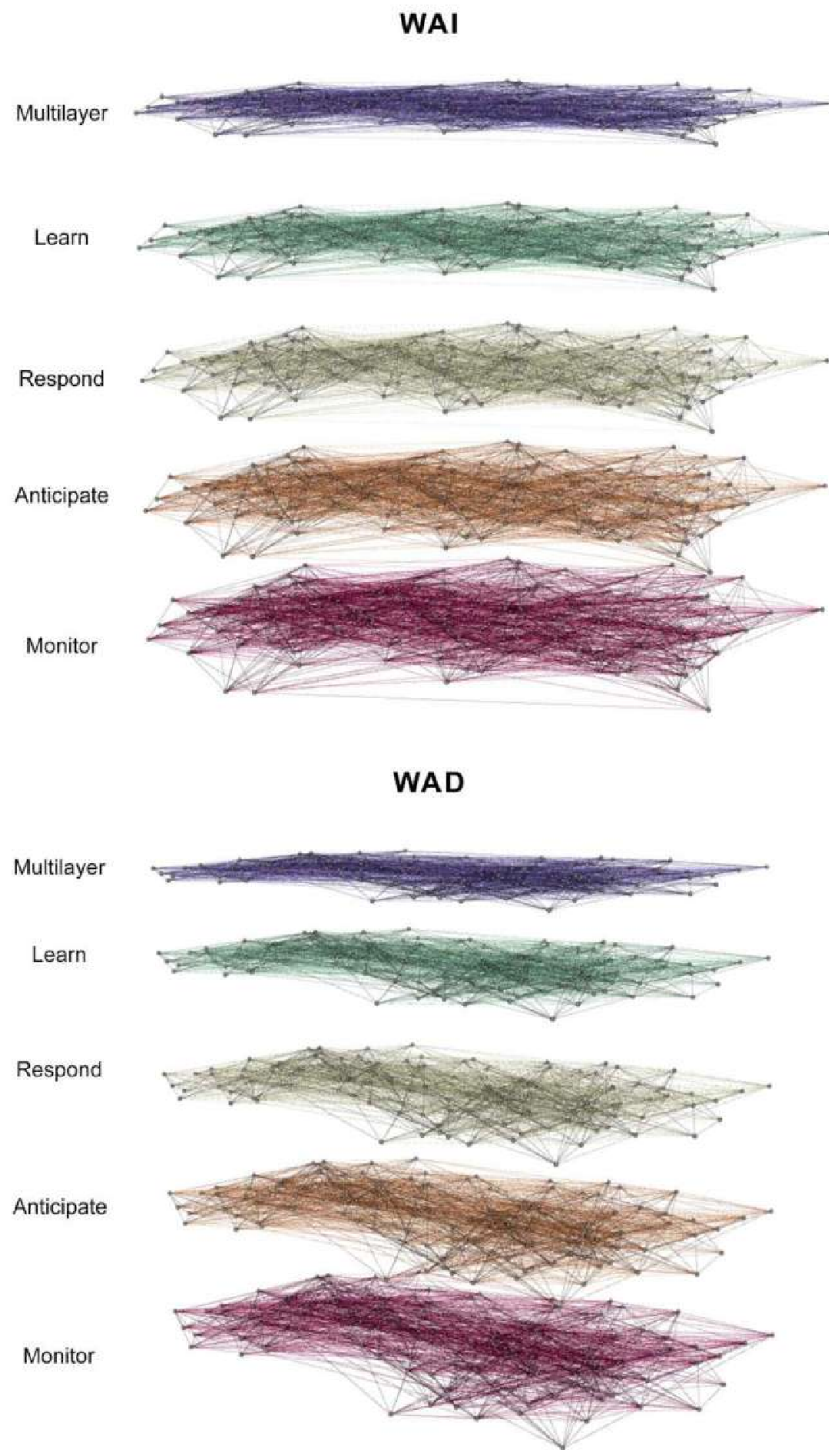 WAI
Multilayer
Learn
Respond
Anticipate
Monitor
WAD
Multilayer
Learn
Respond
Anticipate
Monitor